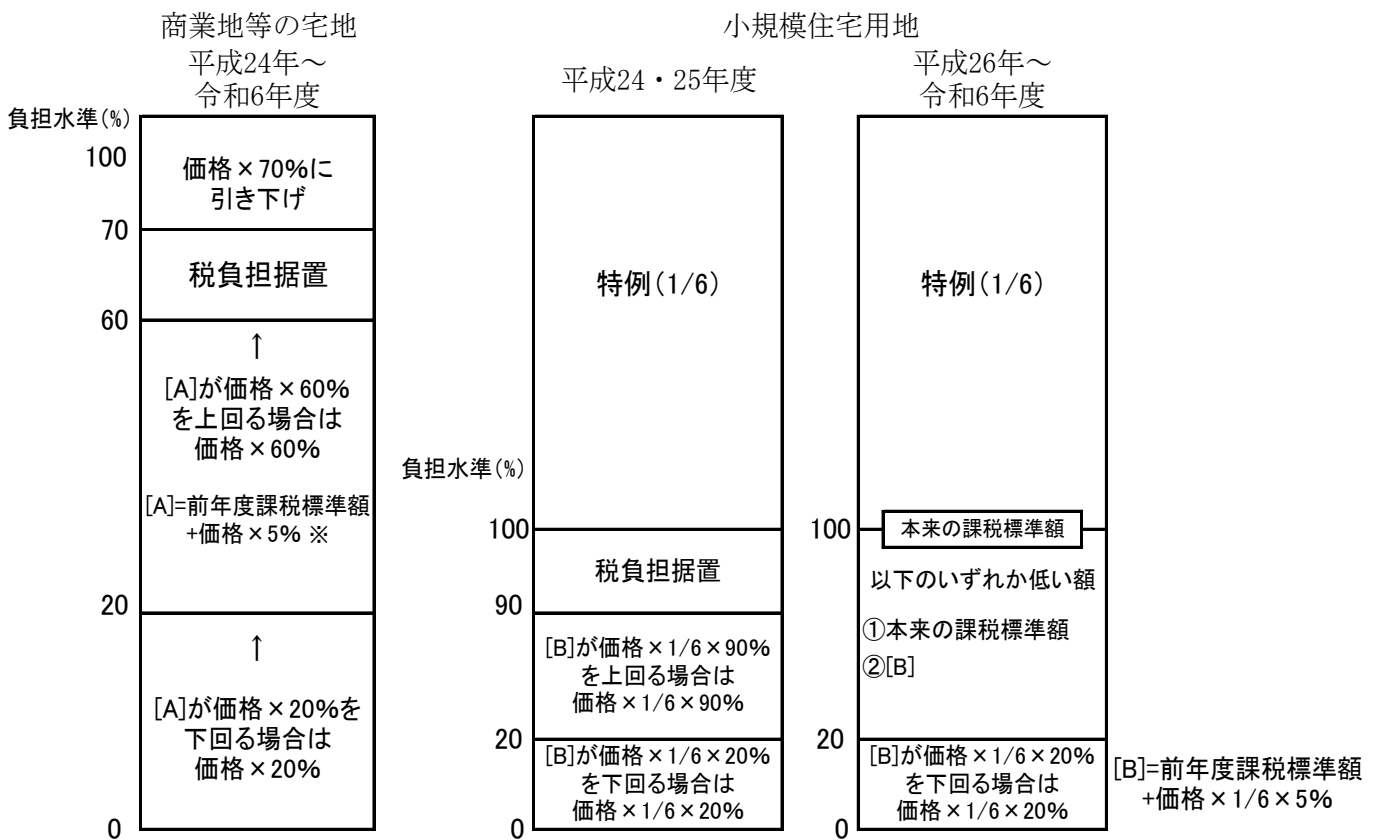 商業地等の宅地
平成24年～
令和6年度
負担水準(%)
100
価格×70%に
引き下げ
70
税負担据置
60
↑
[A]が価格×60%
を上回る場合は
価格×60%
[A]=前年度課税標準額
+価格×5% ※
20
↑
[A]が価格×20%を
下回る場合は
価格×20%
0
小規模住宅用地
平成24・25年度
特例(1/6)
負担水準(%)
100
税負担据置
90
[B]が価格×1/6×90%
を上回る場合は
価格×1/6×90%
20
[B]が価格×1/6×20%
を下回る場合は
価格×1/6×20%
0
平成26年～
令和6年度
特例(1/6)
100
本来の課税標準額
以下のいずれか低い額
①本来の課税標準額
②[B]
20
[B]が価格×1/6×20%
を下回る場合は
価格×1/6×20%
0
[B]=前年度課税標準額
+価格×1/6×5%